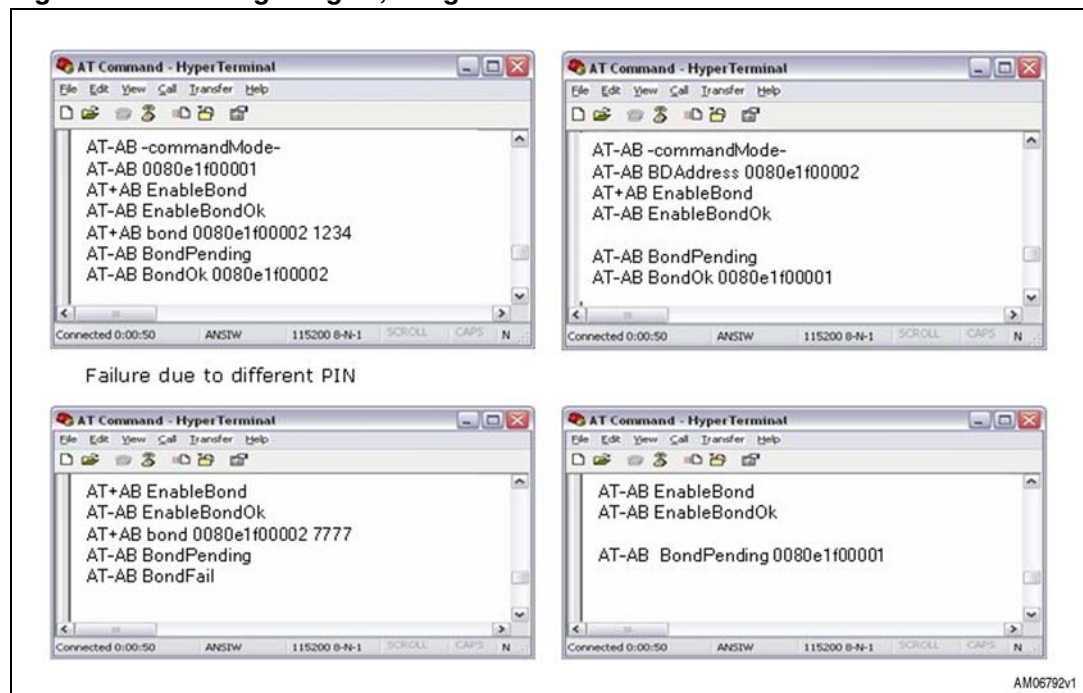 AT Command - HyperTerminal
File Edit View Call Transfer Help
AT-AB -commandMode-
AT-AB 0080e1f00001
AT+AB EnableBond
AT-AB EnableBondOk
AT+AB bond 0080e1f00002 1234
AT-AB BondPending
AT-AB BondOk 0080e1f00002
Connected 0:00:50 ANSIW 115200 8-N-1 SCROLL CAPS N
AT Command - HyperTerminal
File Edit View Call Transfer Help
AT-AB -commandMode-
AT-AB BDAddress 0080e1f00002
AT+AB EnableBond
AT-AB EnableBondOk
AT-AB BondPending
AT-AB BondOk 0080e1f00001
Connected 0:00:50 ANSIW 115200 8-N-1 SCROLL CAPS N
Failure due to different PIN
AT Command - HyperTerminal
File Edit View Call Transfer Help
AT+AB EnableBond
AT-AB EnableBondOk
AT+AB bond 0080e1f00002 7777
AT-AB BondPending
AT-AB BondFail
Connected 0:00:50 ANSIW 115200 8-N-1 SCROLL CAPS N
AT Command - HyperTerminal
File Edit View Call Transfer Help
AT-AB EnableBond
AT-AB EnableBondOk
AT-AB BondPending 0080e1f00001
Connected 0:00:50 ANSIW 115200 8-N-1 SCROLL CAPS N
AM06792v1